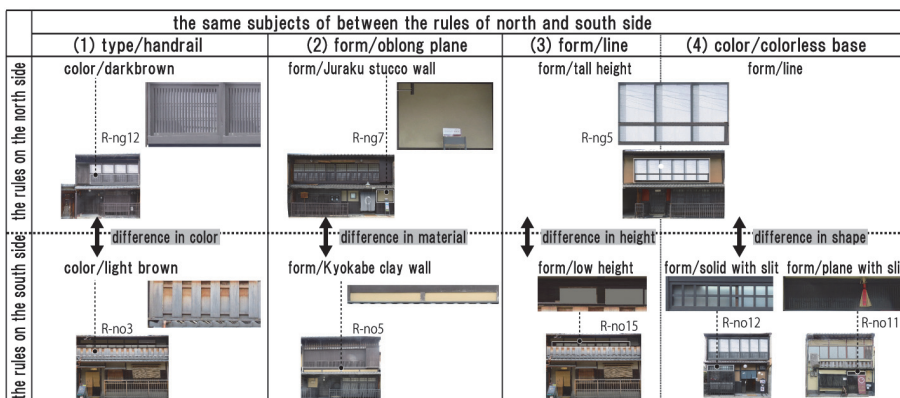 the same subjects of between the rules of north and south side
(1) type/handrail
(2) form/oblong plane
(3) form/line
(4) color/colorless base
the rules on the north side
color/darkbrown
R-ng12
form/Juraku stucco wall
R-ng7
form/tall height
R-ng5
form/line
difference in color
difference in material
difference in height
difference in shape
the rules on the south side
color/light brown
R-no3
form/Kyokabe clay wall
R-no5
form/low height
R-no15
form/solid with slit
R-no12
form/plane with sli
R-no11